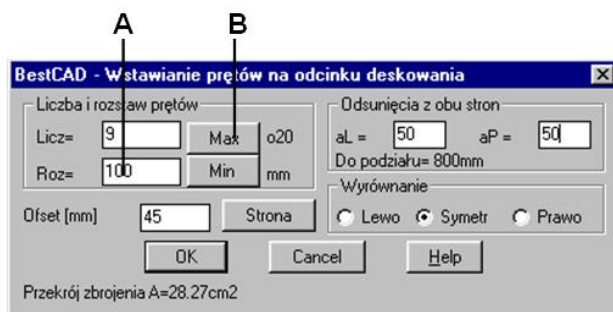 A B
BestCAD - Wstawianie prętów na odcinku deskowania
Liczba i rozstaw prętów
Licz= 9 Max o20
Roz= 100 Min mm
Odsunięcia z obu stron
aL = 50 aP = 50
Do podziału= 800mm
Wyrównanie
Lewo Symetr Prawo
Ofset [mm] 45 Strona
OK Cancel Help
Przekrój zbrojenia A=28.27cm2